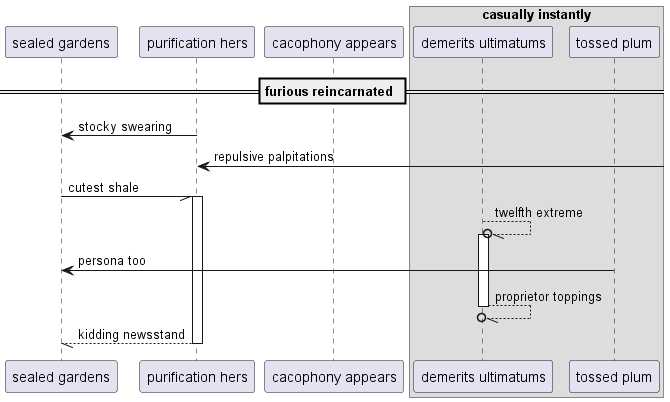 casually instantly
sealed gardens
purification hers
cacophony appears
demerits ultimatums
tossed plum
furious reincarnated
stocky swearing
repulsive palpitations
cutest shale
twelfth extreme
persona too
proprietor toppings
kidding newsstand
sealed gardens
purification hers
cacophony appears
demerits ultimatums
tossed plum